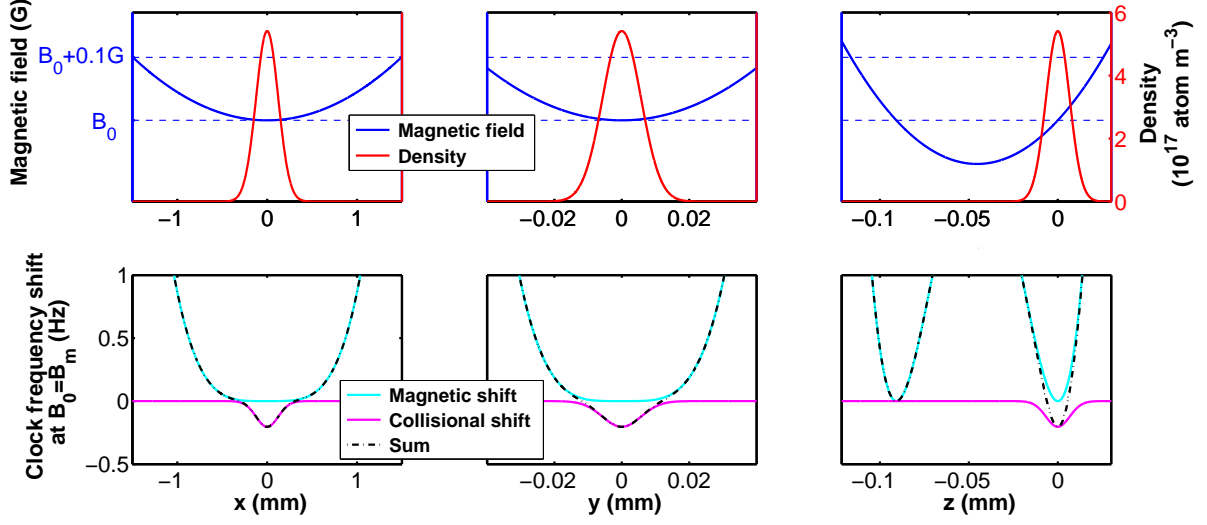 Magnetic field (G)
B0+0.1G
B0
Magnetic field
Density
−1 0 1
−0.02 0 0.02
−0.1 −0.05 0
6
5
4
3
2
1
0
Density
(10^17 atom m^−3)
Clock frequency shift
at B0=Bm (Hz)
1
0.5
0
−0.5
Magnetic shift
Collisional shift
Sum
−1 0 1
−0.02 0 0.02
−0.1 −0.05 0
x (mm)
y (mm)
z (mm)